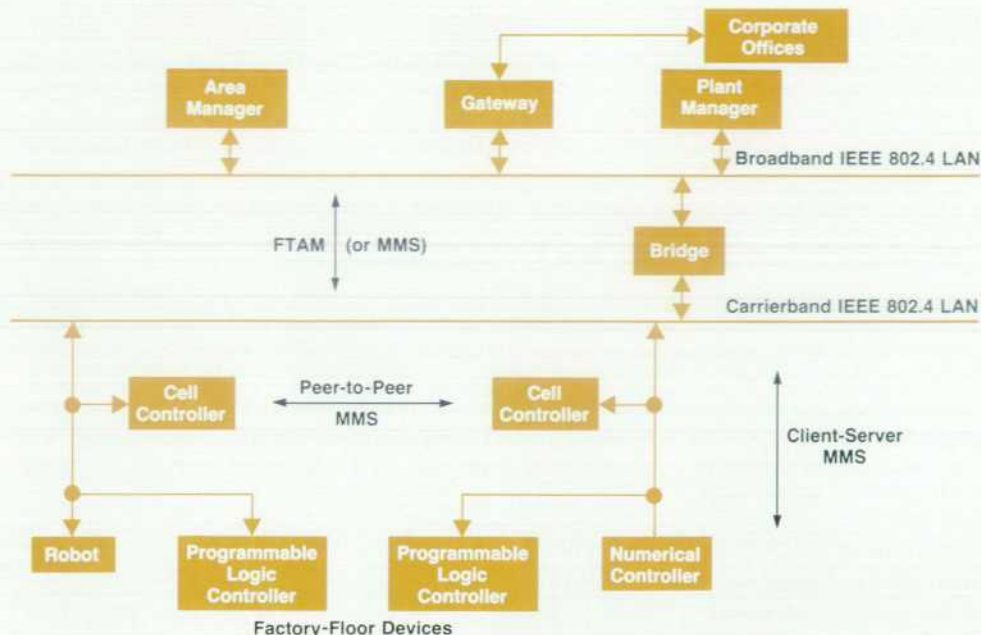 Corporate
Offices
Area
Manager
Gateway
Plant
Manager
Broadband IEEE 802.4 LAN
FTAM (or MMS)
Bridge
Carrierband IEEE 802.4 LAN
Cell
Controller
Peer-to-Peer
MMS
Cell
Controller
Client-Server
MMS
Robot
Programmable
Logic
Controller
Programmable
Logic
Controller
Numerical
Controller
Factory-Floor Devices